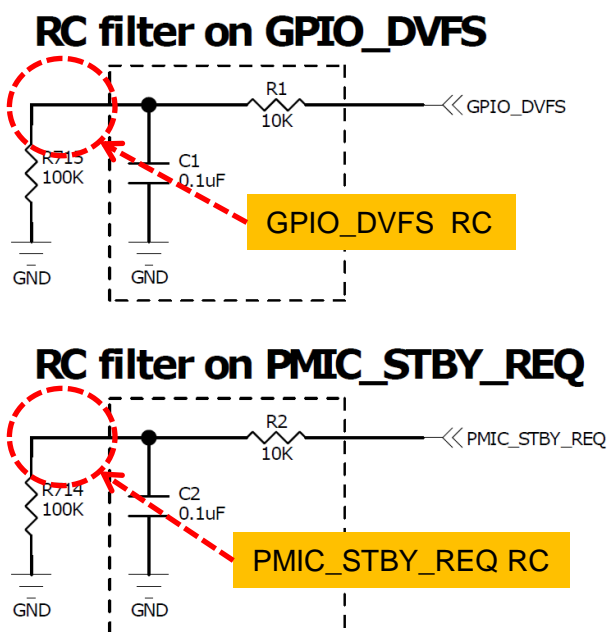 RC filter on GPIO_DVFS
R1
10K
GPIO_DVFS
R715
100K
C1
0.1uF
GPIO_DVFS RC
GND
GND
RC filter on PMIC_STBY_REQ
R2
10K
PMIC_STBY_REQ
R714
100K
C2
0.1uF
PMIC_STBY_REQ RC
GND
GND